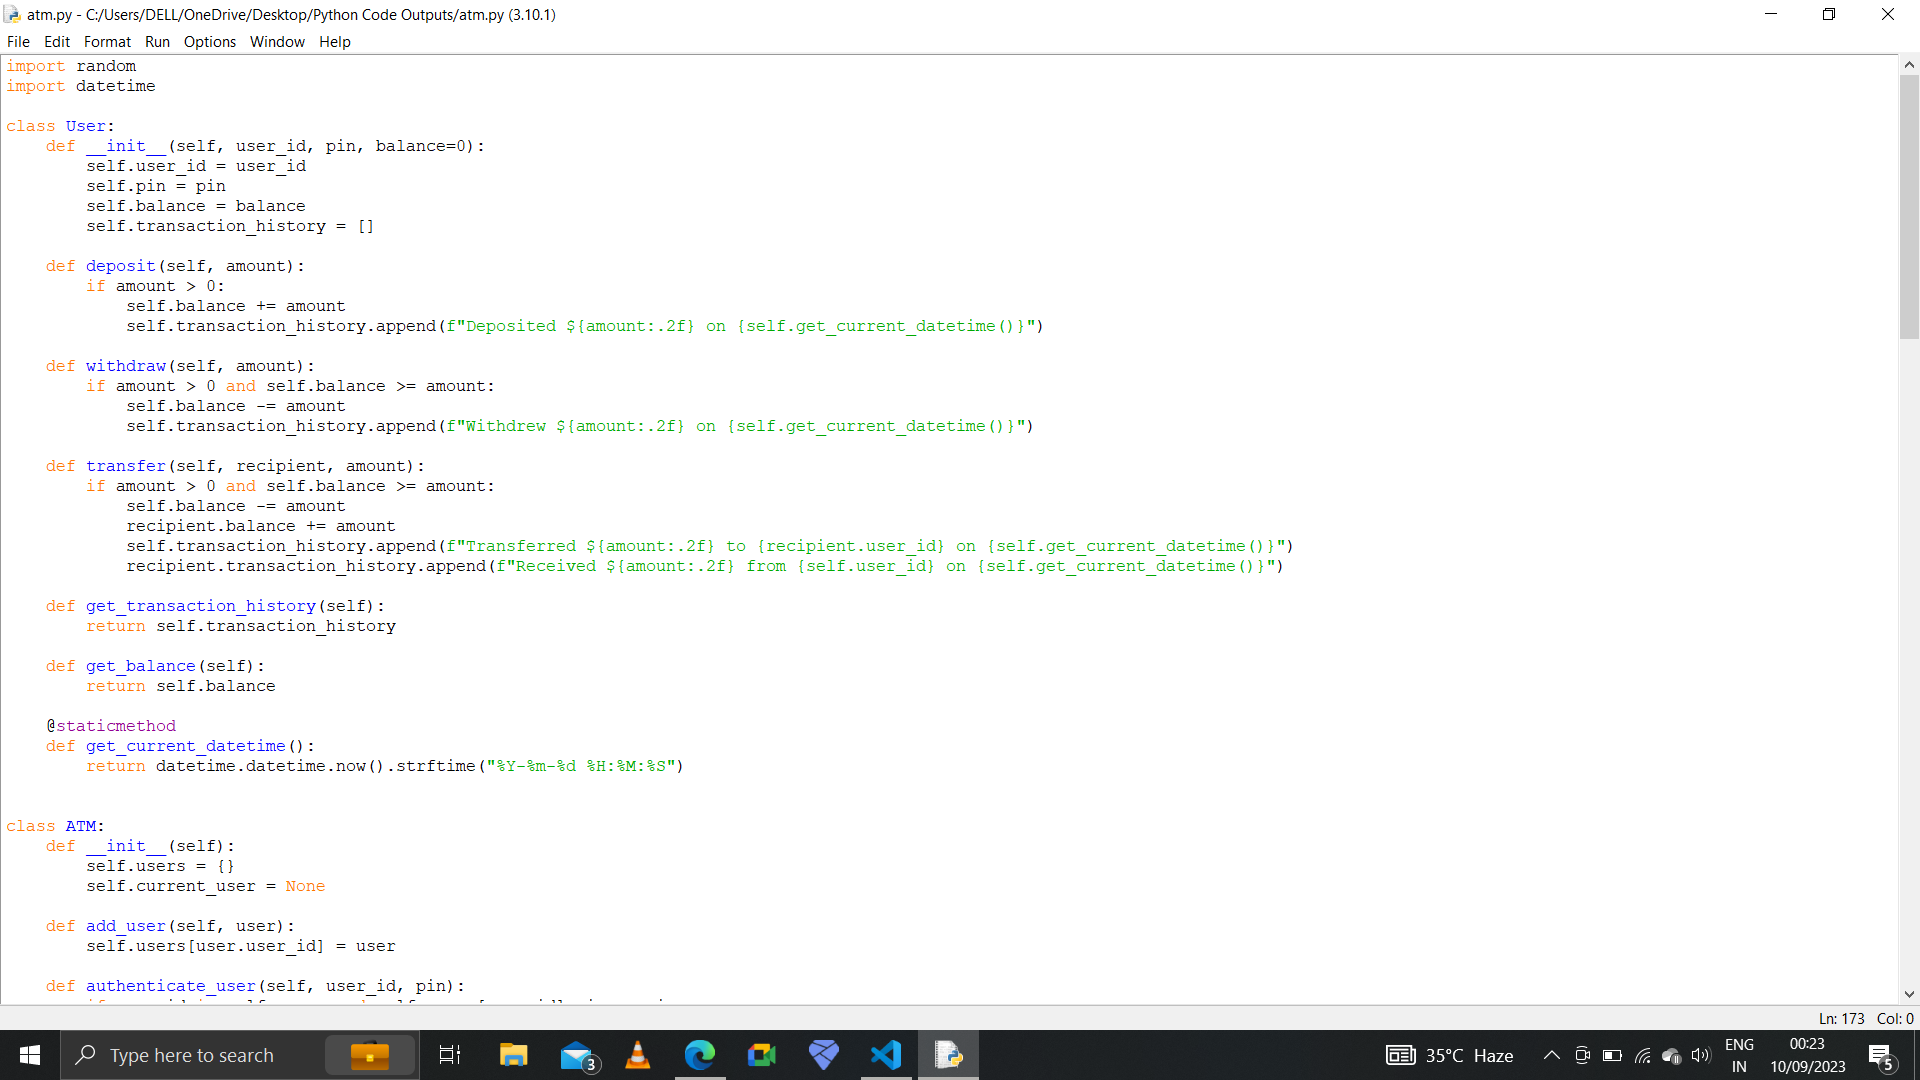 atm.py - C:/Users/DELL/OneDrive/Desktop/Python Code Outputs/atm.py (3.10.1)
File Edit Format Run Options Window Help
import random
import datetime

class User:
    def __init__(self, user_id, pin, balance=0):
        self.user_id = user_id
        self.pin = pin
        self.balance = balance
        self.transaction_history = []

    def deposit(self, amount):
        if amount > 0:
            self.balance += amount
            self.transaction_history.append(f"Deposited ${amount:.2f} on {self.get_current_datetime()}")

    def withdraw(self, amount):
        if amount > 0 and self.balance >= amount:
            self.balance -= amount
            self.transaction_history.append(f"Withdrew ${amount:.2f} on {self.get_current_datetime()}")

    def transfer(self, recipient, amount):
        if amount > 0 and self.balance >= amount:
            self.balance -= amount
            recipient.balance += amount
            self.transaction_history.append(f"Transferred ${amount:.2f} to {recipient.user_id} on {self.get_current_datetime()}")
            recipient.transaction_history.append(f"Received ${amount:.2f} from {self.user_id} on {self.get_current_datetime()}")

    def get_transaction_history(self):
        return self.transaction_history

    def get_balance(self):
        return self.balance

    @staticmethod
    def get_current_datetime():
        return datetime.datetime.now().strftime("%Y-%m-%d %H:%M:%S")


class ATM:
    def __init__(self):
        self.users = {}
        self.current_user = None

    def add_user(self, user):
        self.users[user.user_id] = user

    def authenticate_user(self, user_id, pin):
Ln: 173 Col: 0
Type here to search
3
35°C Haze
ENG
IN
00:23
10/09/2023
5